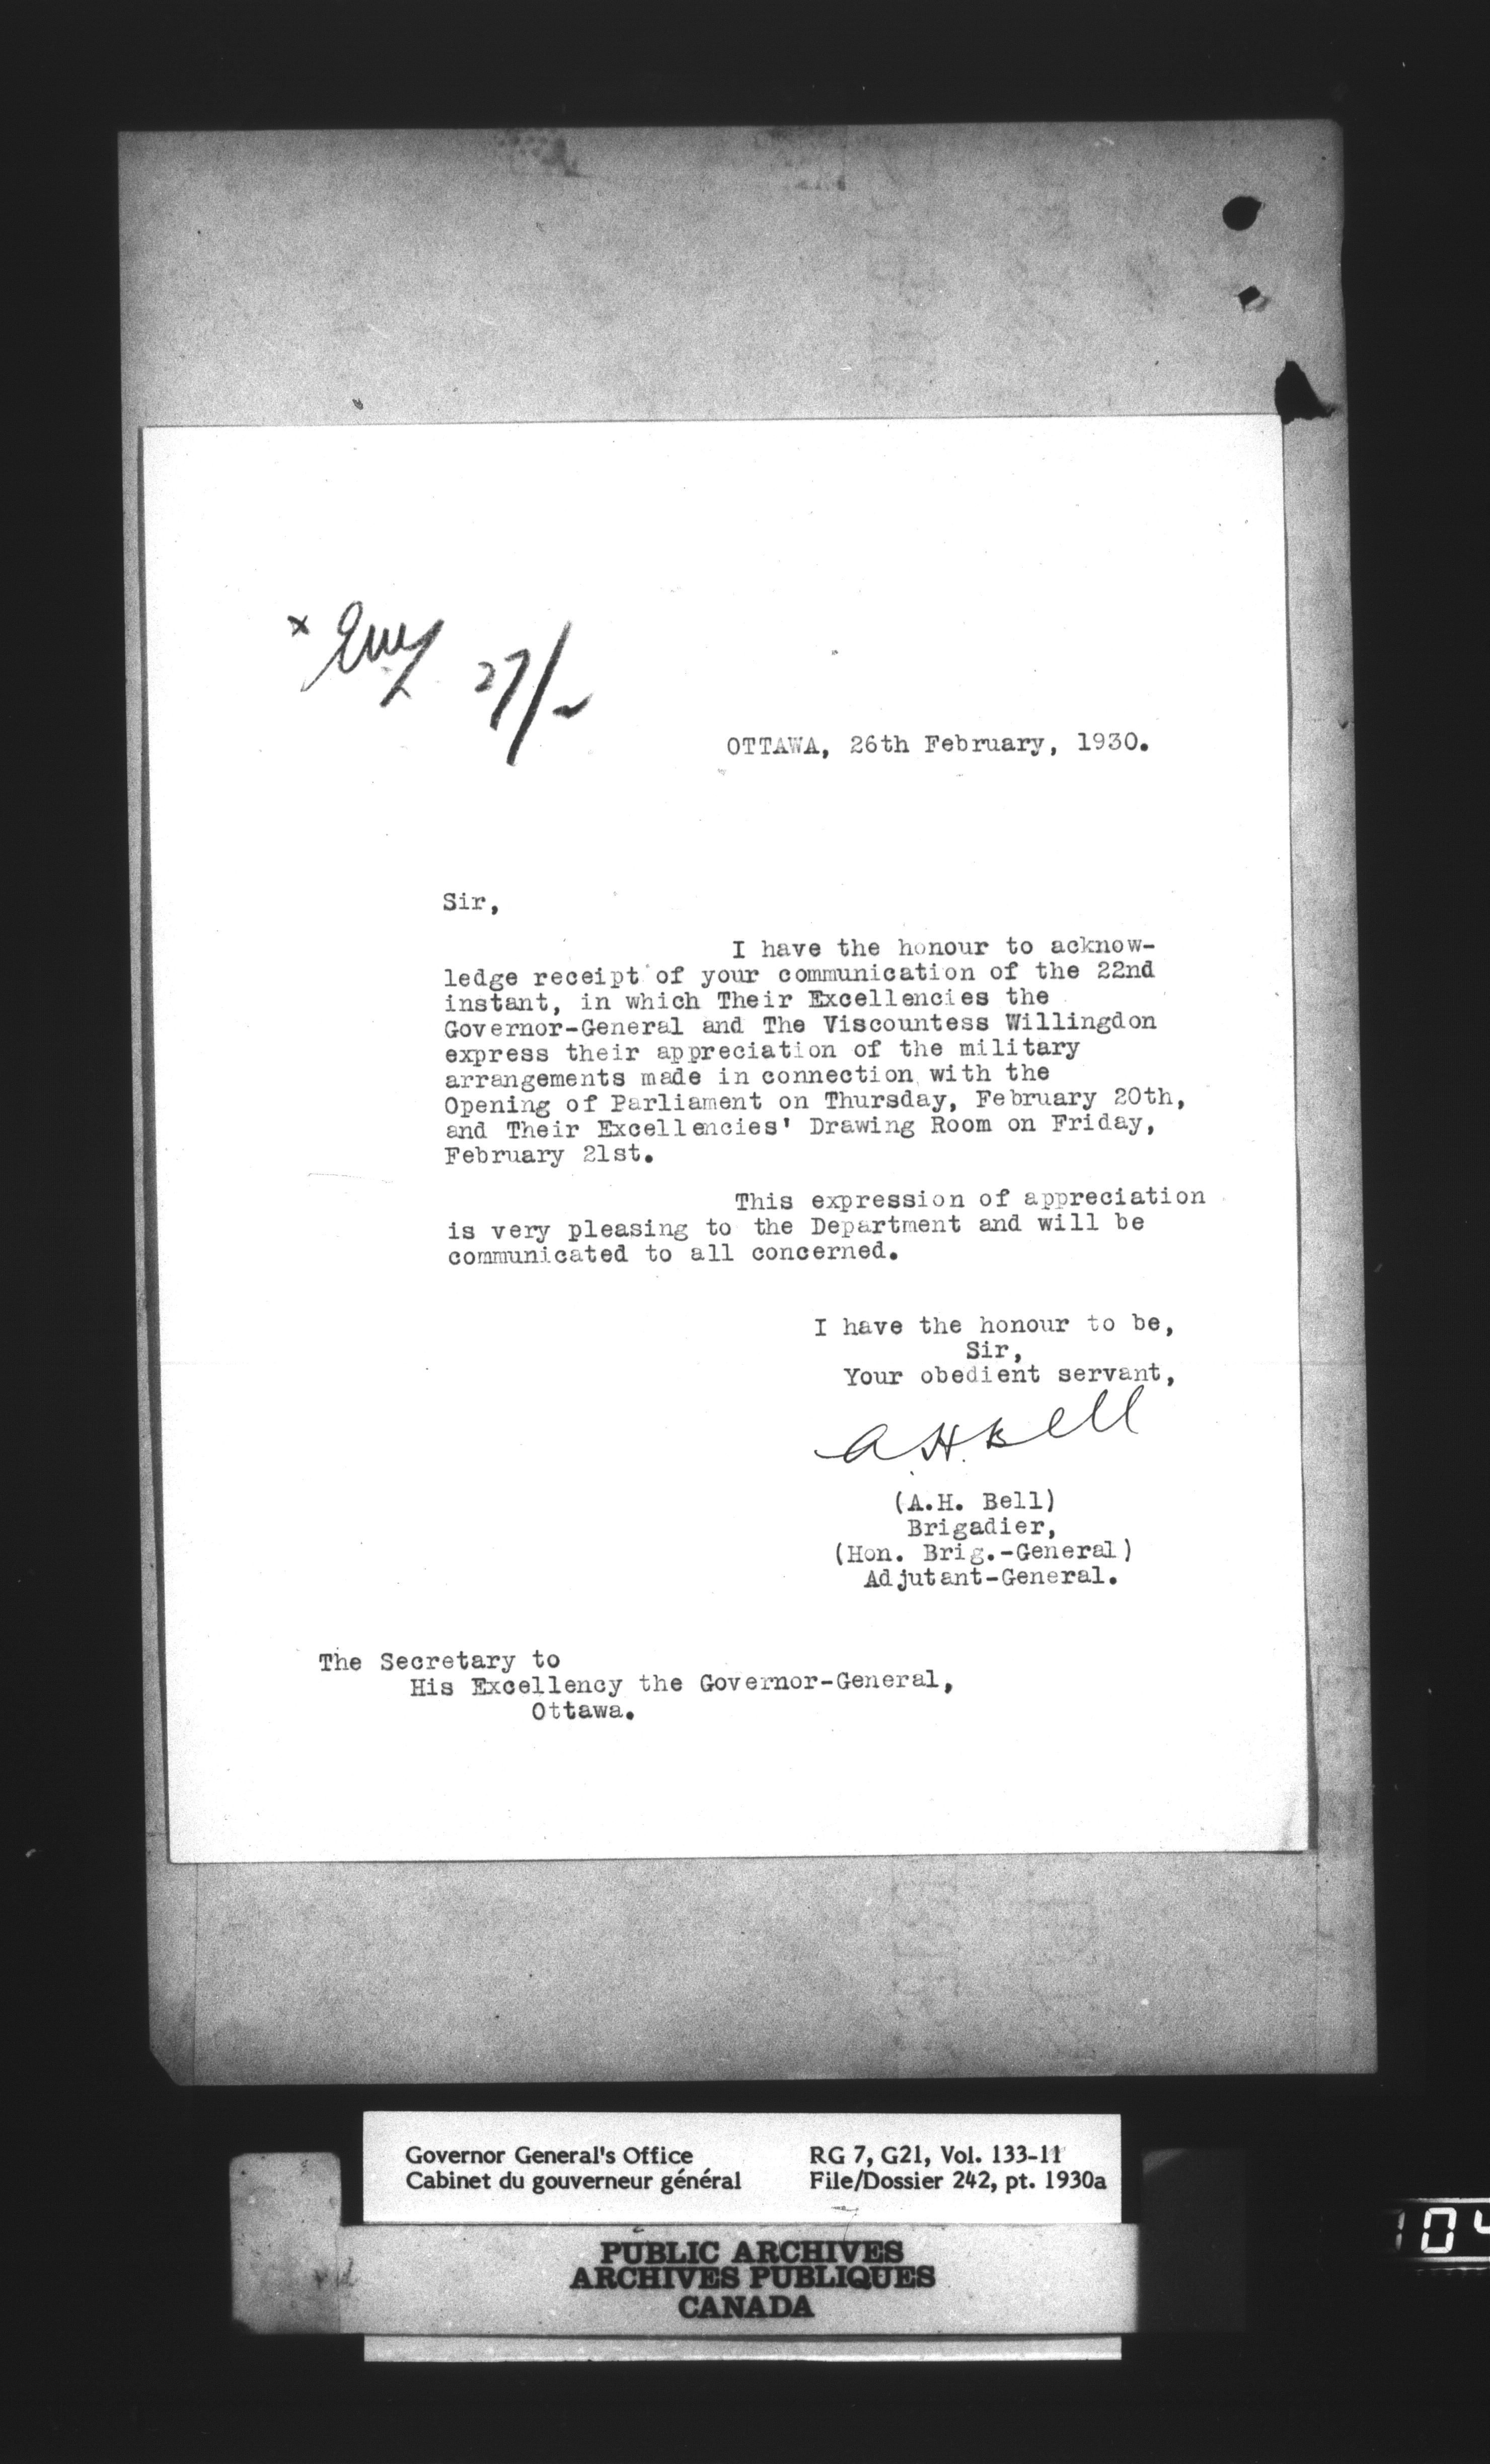 x
27/2
OTTAWA, 26th February, 1930.
Sir,
I have the honour to acknow-
ledge receipt of your communication of the 22nd
instant, in which Their Excellencies the
Governor-General and The Viscountess Willingdon
express their appreciation of the military
arrangements made in connection with the
Opening of Parliament on Thursday, February 20th,
and Their Excellencies' Drawing Room on Friday,
February 21st.
This expression of appreciation
is very pleasing to the Department and will be
communicated to all concerned.
I have the honour to be,
Sir,
Your obedient servant,
A.H. Bell
(A.H. Bell)
Brigadier,
(Hon. Brig.-General)
Adjutant-General.
The Secretary to
His Excellency the Governor-General,
Ottawa.
Governor General's Office
Cabinet du gouverneur général
RG 7, G21, Vol. 133-11
File/Dossier 242, pt. 1930a
PUBLIC ARCHIVES
ARCHIVES PUBLIQUES
CANADA